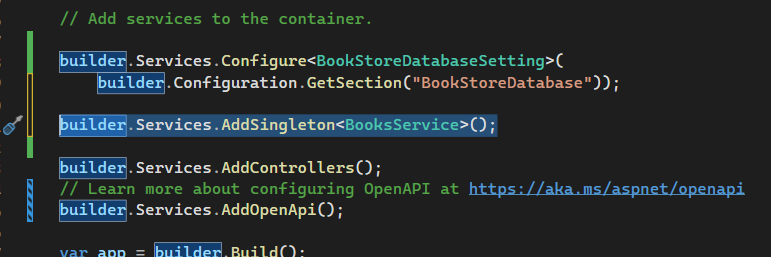 // Add services to the container.
builder.Services.Configure<BookStoreDatabaseSetting>(
builder.Configuration.GetSection("BookStoreDatabase"));
builder.Services.AddSingleton<BooksService>();
builder.Services.AddControllers();
// Learn more about configuring OpenAPI at https://aka.ms/aspnet/openapi
builder.Services.AddOpenApi();
var app = builder.Build();